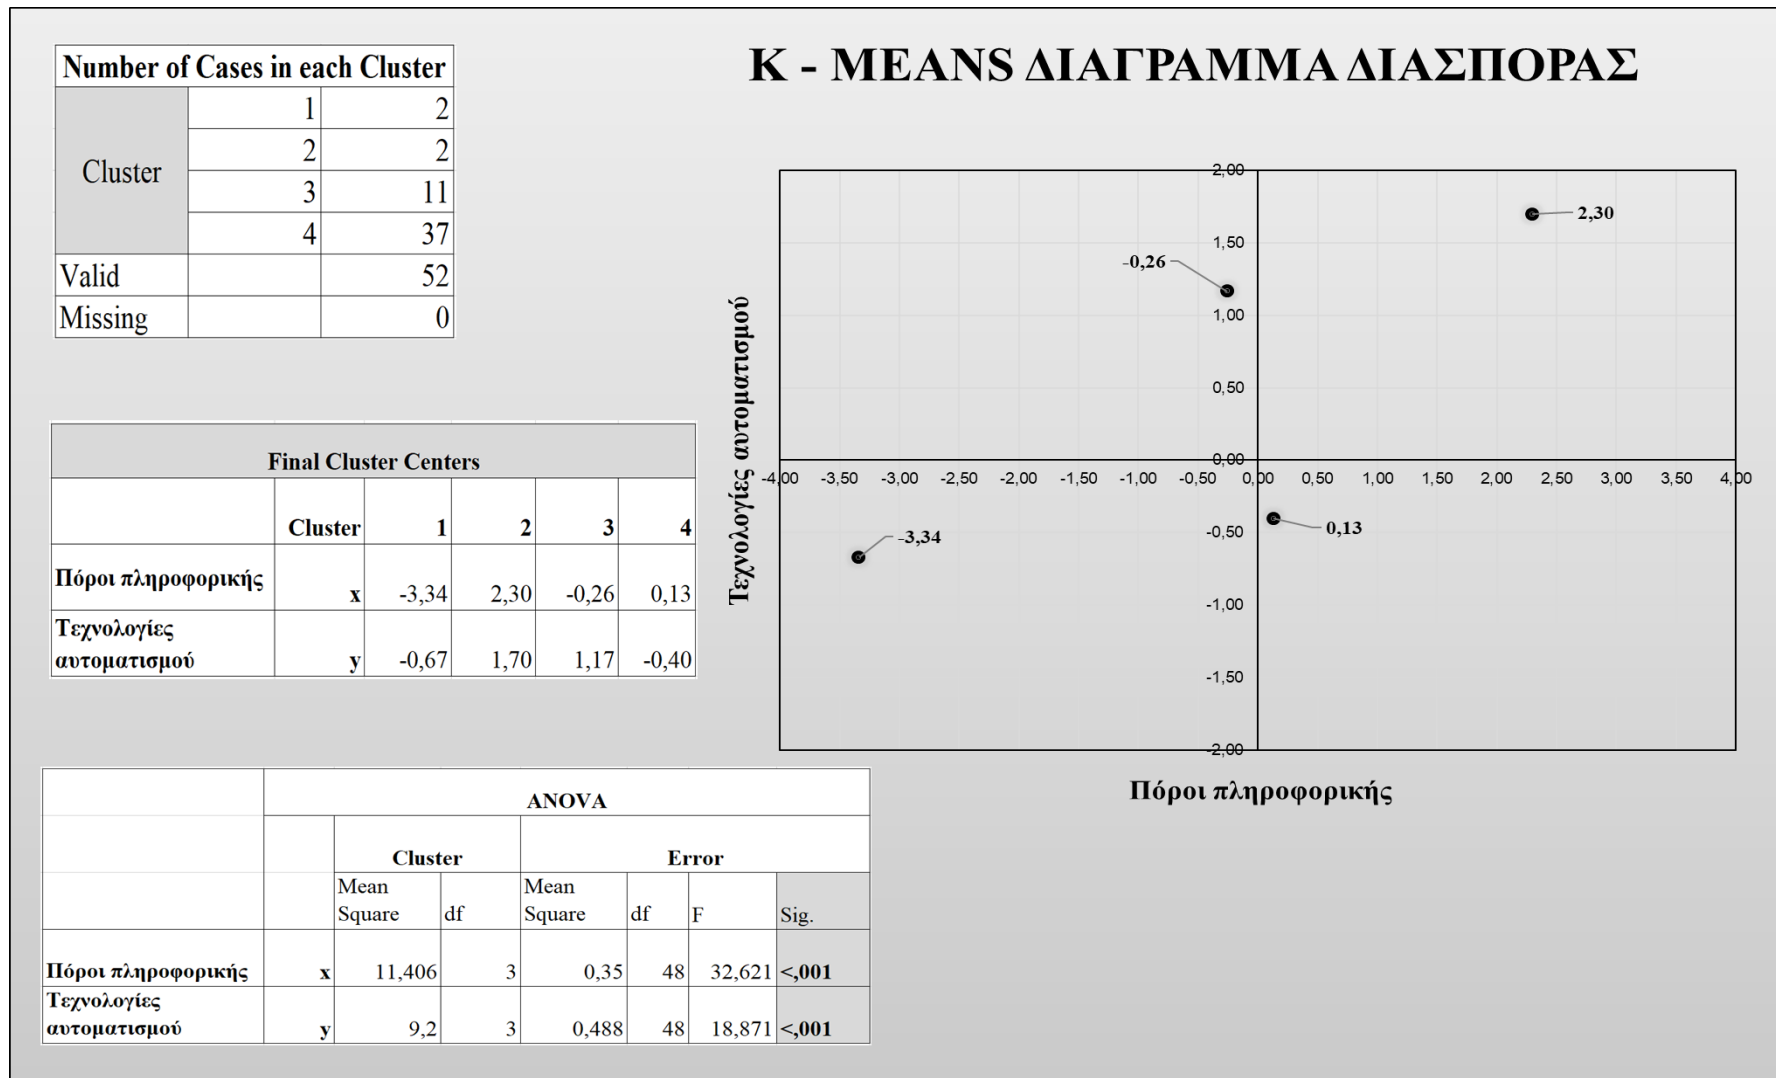 K - MEANS ΔΙΑΓΡΑΜΜΑ ΔΙΑΣΠΟΡΑΣ
Number of Cases in each Cluster
Cluster 1 2
2 2
3 11
4 37
Valid 52
Missing 0
Final Cluster Centers
Cluster 1 2 3 4
Πόροι πληροφορικής x -3,34 2,30 -0,26 0,13
Τεχνολογίες
αυτοματισμού y -0,67 1,70 1,17 -0,40
ANOVA
Cluster Error
Mean Square df Mean Square df F Sig.
Πόροι πληροφορικής x 11,406 3 0,35 48 32,621 <,001
Τεχνολογίες
αυτοματισμού y 9,2 3 0,488 48 18,871 <,001
Τεχνολογίες αυτοματισμού
2,00
1,50
1,00
0,50
0,00
-0,50
-1,00
-1,50
-2,00
-4,00 -3,50 -3,00 -2,50 -2,00 -1,50 -1,00 -0,50 0,00 0,50 1,00 1,50 2,00 2,50 3,00 3,50 4,00
2,30
-0,26
-3,34
0,13
Πόροι πληροφορικής